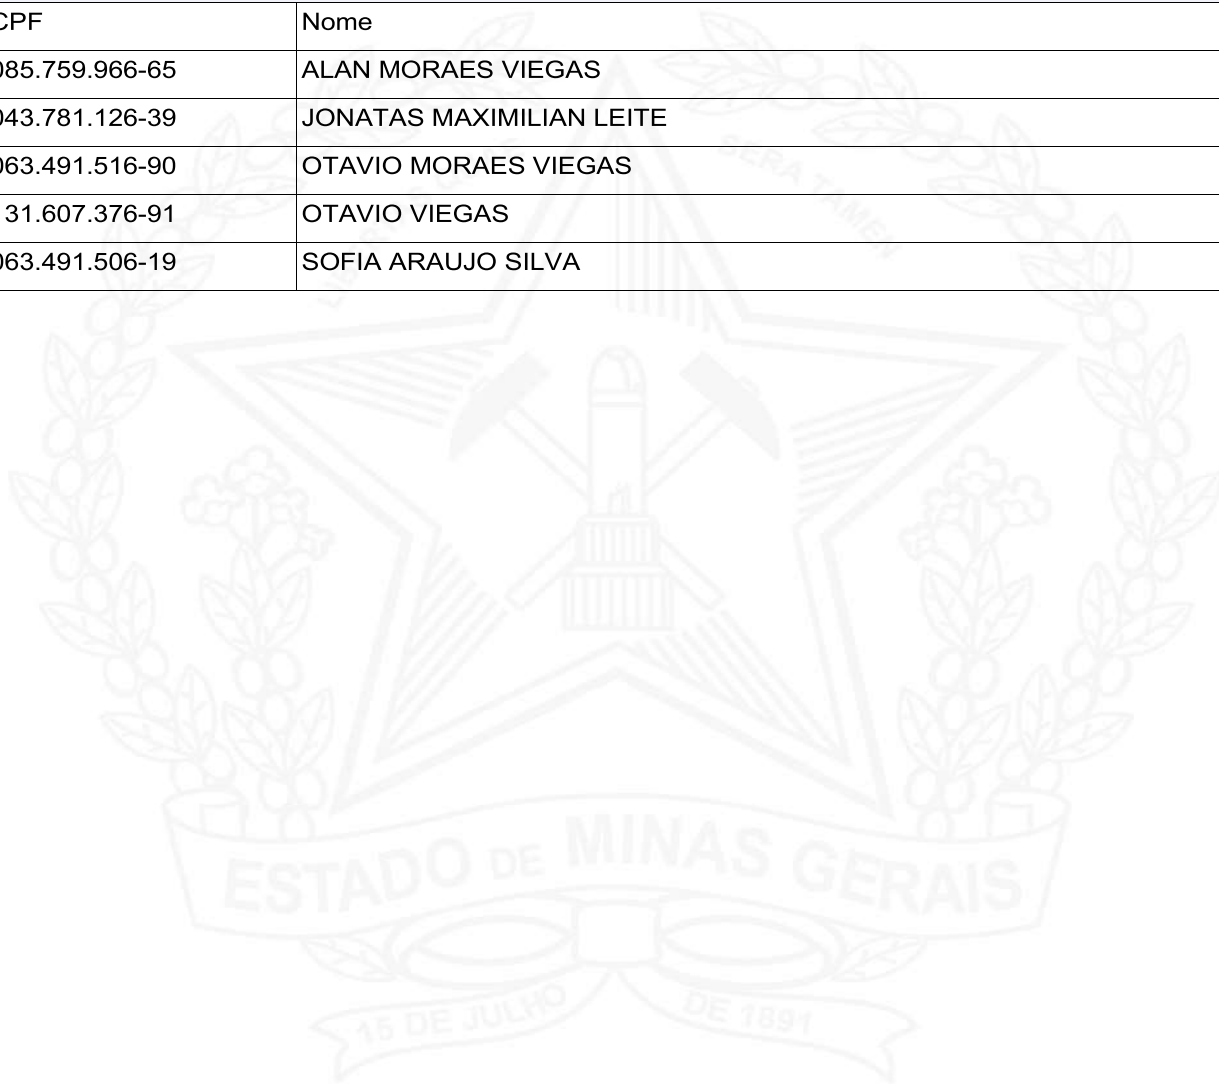 CPF Nome
085.759.966-65 ALAN MORAES VIEGAS
043.781.126-39 JONATAS MAXIMILIAN LEITE
063.491.516-90 OTAVIO MORAES VIEGAS
131.607.376-91 OTAVIO VIEGAS
063.491.506-19 SOFIA ARAUJO SILVA
SERA TAMEN
ESTADO DE MINAS GERAIS
15 DE JULHO DE 1891